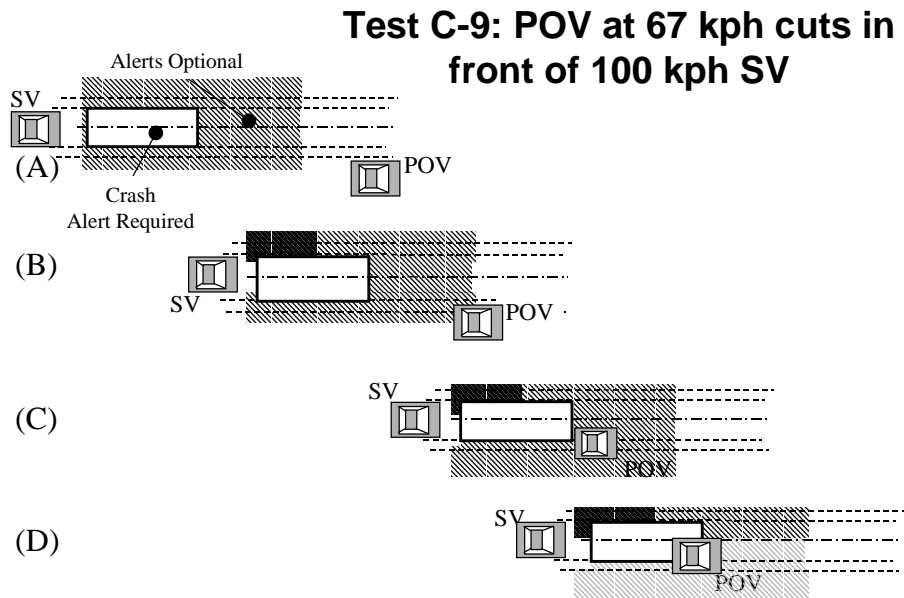 Test C-9: POV at 67 kph cuts in
front of 100 kph SV
Alerts Optional
SV
POV
(A)
Crash
Alert Required
(B)
SV
POV
SV
(C)
POV
SV
(D)
POV